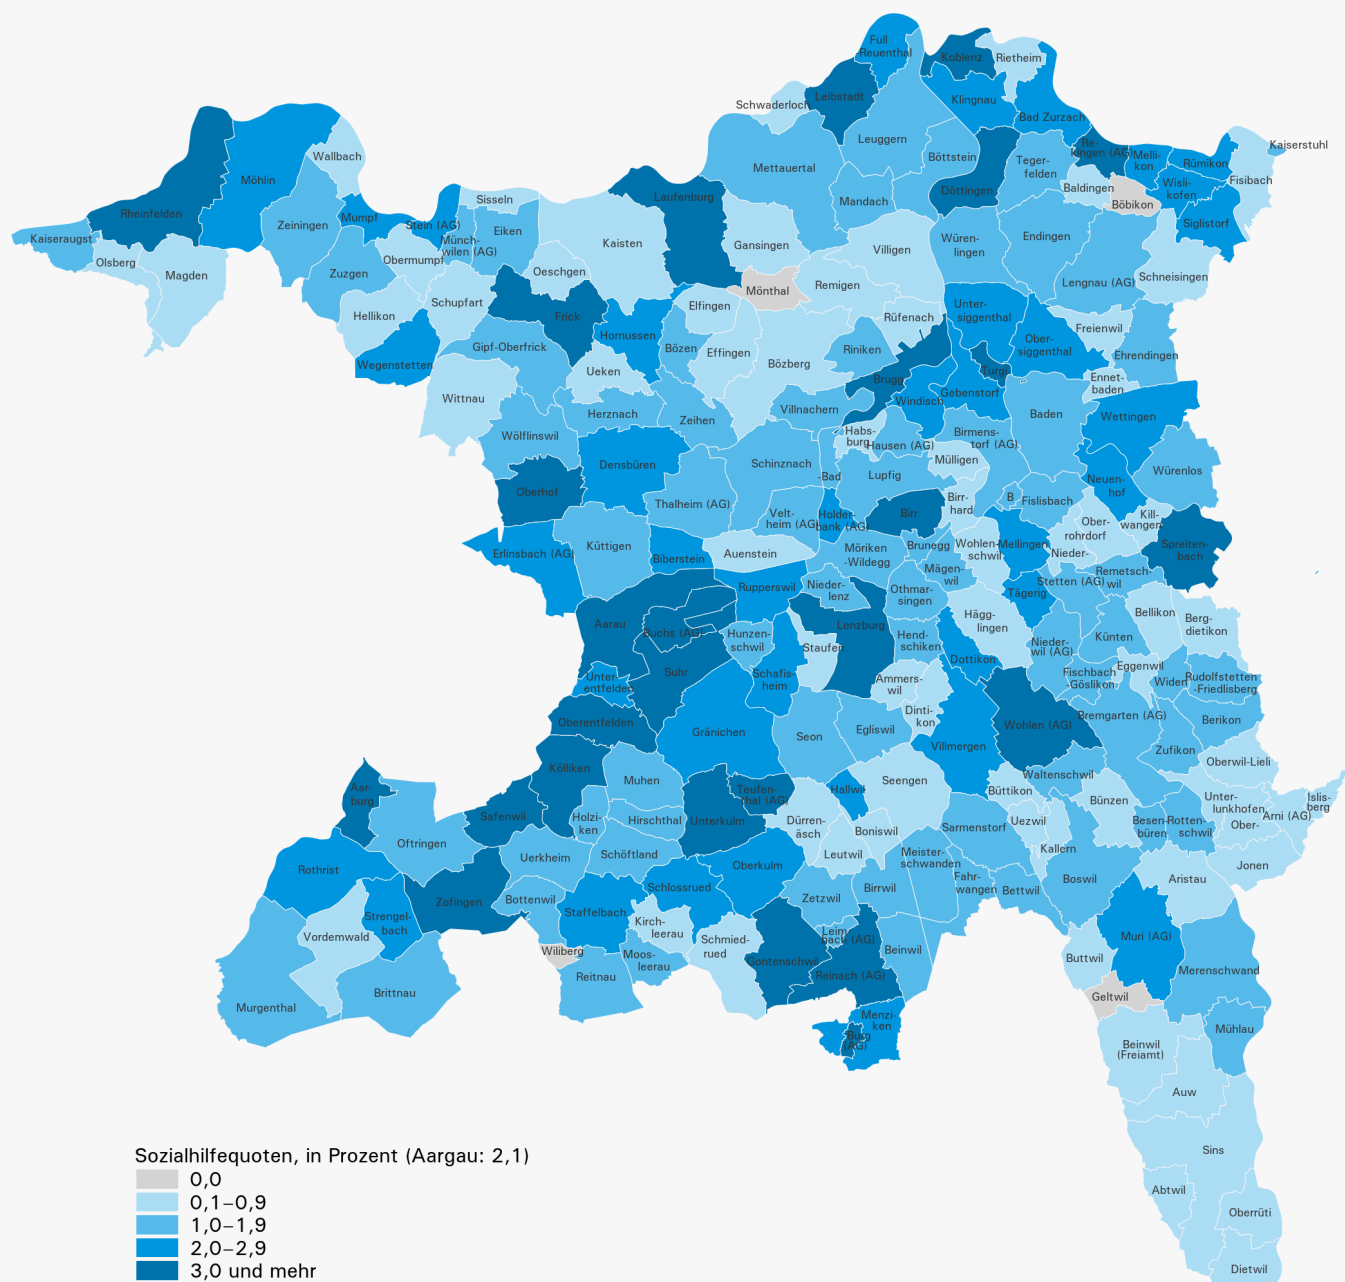 Full
-Reuenthal
Koblenz
Rietheim
Leibstadt
Klingnau
Schwaderloch
Bad Zurzach
Leuggern
Kaiserstuhl
Re-
kingen (AG)
Melli-
kon
Rümikon
Wallbach
Böttstein
Teger-
felden
Mettauertal
Fisibach
Möhlin
Döttingen
Baldingen
Wisli-
kofen
Laufenburg
Sisseln
Mandach
Böbikon
Rheinfelden
Mumpf
Stein (AG)
Siglistorf
Zeiningen
Eiken
Kaiseraugst
Münch-
wilen (AG)
Kaisten
Gansingen
Villigen
Würen-
lingen
Endingen
Olsberg
Obermumpf
Magden
Zuzgen
Oeschgen
Schneisingen
Lengnau (AG)
Mönthal
Remigen
Schupfart
Elfingen
Unter-
siggenthal
Hellikon
Frick
Rüfenach
Freienwil
Hornussen
Ober-
siggenthal
Gipf-Oberfrick
Bözen
Effingen
Riniken
Ehrendingen
Wegenstetten
Ueken
Bözberg
Turgi
Brugg
Ennet-
baden
Gebenstorf
Wittnau
Windisch
Herznach
Villnachern
Baden
Wettingen
Zeihen
Habs-
burg
Birmens-
torf (AG)
Wölflinswil
Hausen (AG)
Mülligen
Densbüren
Schinznach
-Bad
Lupfig
Würenlos
Neuen-
hof
Oberhof
Birr-
hard
B
Fislisbach
Thalheim (AG)
Velt-
heim (AG)
Holder-
bank (AG)
Birr
Kill-
wangen
Ober-
rohrdorf
Küttigen
Möriken
-Wildegg
Brunegg
Wohlen-
schwil
Mellingen
Spreiten-
bach
Erlinsbach (AG)
Biberstein
Auenstein
Nieder-
Mägen-
wil
Remetsch-
wil
Stetten (AG)
Rupperswil
Nieder-
lenz
Othmar-
singen
Tägerig
Hägg-
lingen
Bellikon
Berg-
dietikon
Aarau
Buchs (AG)
Hunzen-
schwil
Lenzburg
Hend-
schiken
Künten
Nieder-
wil (AG)
Staufen
Dottikon
Suhr
Schafis-
heim
Eggenwil
Unter-
entfelden
Ammers-
wil
Fischbach
-Göslikon
Widen
Rudolfstetten
-Friedlisberg
Dinti-
kon
Oberentfelden
Gränichen
Seon
Egliswil
Wohlen (AG)
Bremgarten (AG)
Berikon
Villmergen
Zufikon
Oberwil-Lieli
Kölliken
Muhen
Seengen
Waltenschwil
Aar-
burg
Teufen-
thal (AG)
Hallwil
Büttikon
Bünzen
Unter-
lunkhofen
Islis-
berg
Safenwil
Holzi-
ken
Hirschthal
Unterkulm
Dürren-
äsch
Boniswil
Sarmenstorf
Uezwil
Besen-
büren
Rotten-
schwil
Ober-
Arni (AG)
Oftringen
Uerkheim
Schöftland
Leutwil
Meister-
schwanden
Kallern
Rothrist
Oberkulm
Jonen
Aristau
Boswil
Fahr-
wangen
Bettwil
Schlossrued
Birrwil
Zetzwil
Zofingen
Bottenwil
Strengel-
bach
Staffelbach
Kirch-
leerau
Leim-
bach (AG)
Muri (AG)
Vordemwald
Schmied-
rued
Wiliberg
Beinwil
Moos-
leerau
Gontenschwil
Buttwil
Merenschwand
Reitnau
Reinach (AG)
Brittnau
Geltwil
Murgenthal
Menzi-
ken
Mühlau
Burg
(AG)
Beinwil
(Freiamt)
Auw
Sins
Abtwil
Oberrüti
Dietwil
Sozialhilfequoten, in Prozent (Aargau: 2,1)
0,0
0,1–0,9
1,0–1,9
2,0–2,9
3,0 und mehr